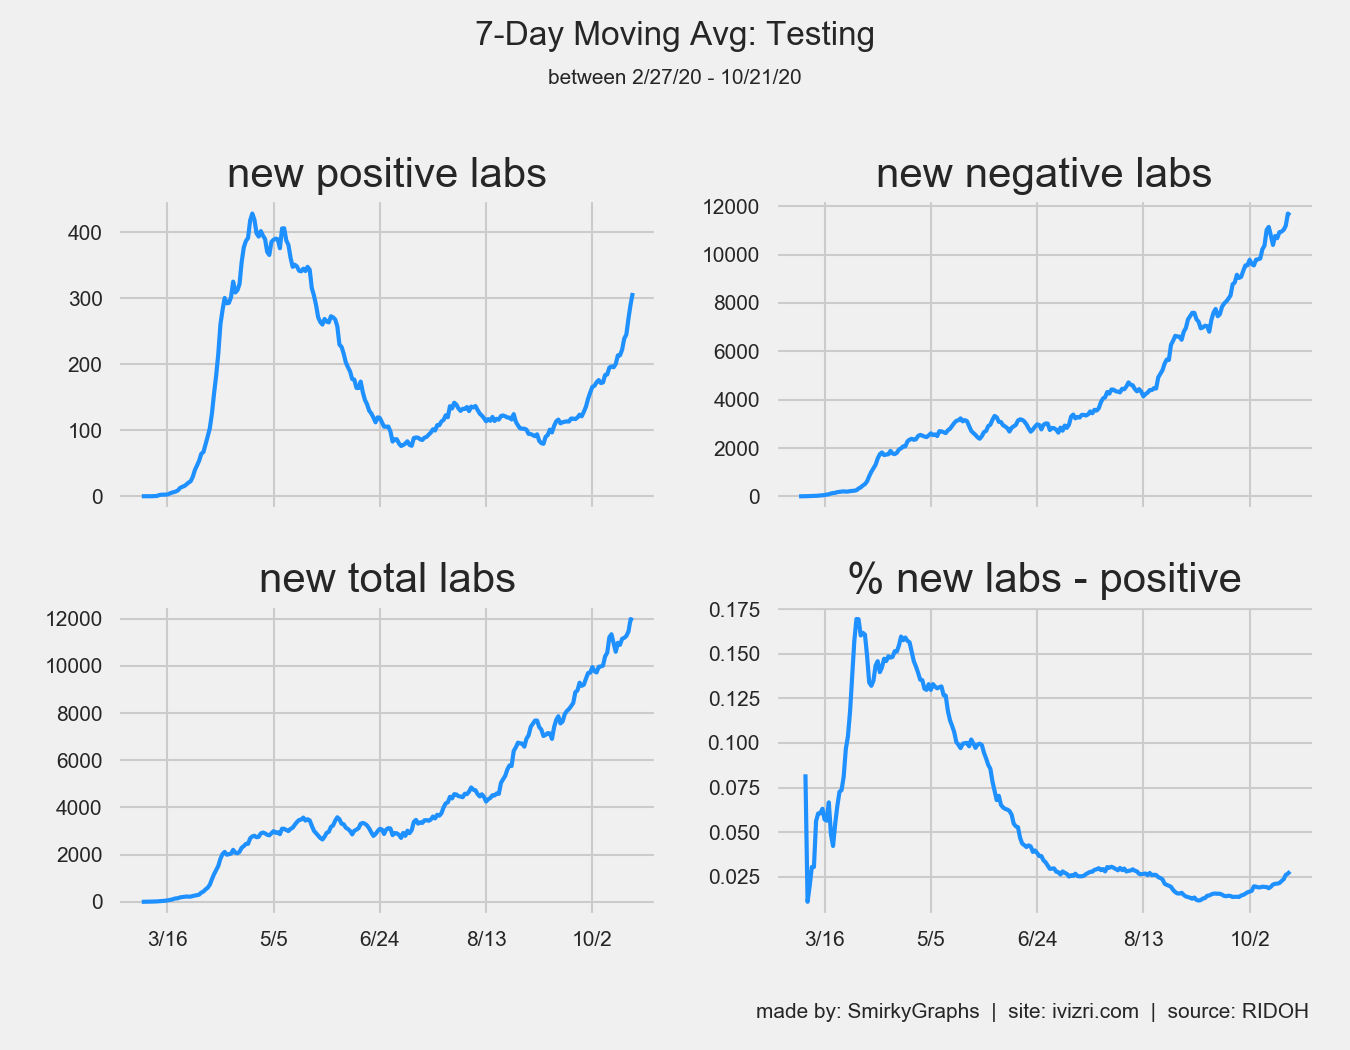 7-Day Moving Avg: Testing
between 2/27/20 - 10/21/20
new positive labs
400
300
200
100
0
new negative labs
12000
10000
8000
6000
4000
2000
0
new total labs
12000
10000
8000
6000
4000
2000
0
3/16 5/5 6/24 8/13 10/2
% new labs - positive
0.175
0.150
0.125
0.100
0.075
0.050
0.025
3/16 5/5 6/24 8/13 10/2
made by: SmirkyGraphs | site: ivizri.com | source: RIDOH